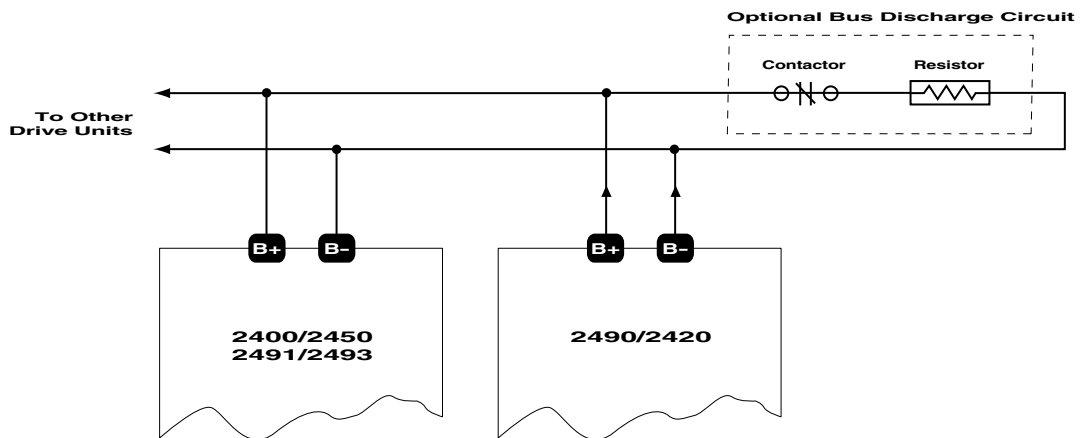 Optional Bus Discharge Circuit
Contactor
Resistor
To Other
Drive Units
B+
B–
B+
B–
2400/2450
2491/2493
2490/2420